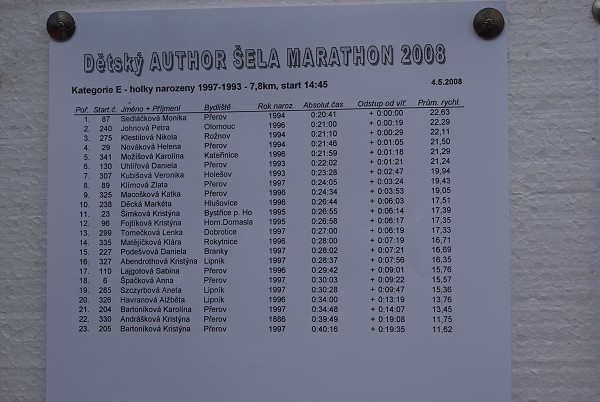 Dětský AUTHOR ŠELA MARATHON 2008
Kategorie E - holky narozeny 1997-1993 - 7,8km, start 14:45 4.5.2008
Poř. Start.č. Jméno + Příjmení Bydliště Rok naroz. Absolut.čas Odstup od víť. Prům. rychl.
1. 87 Sedláčková Monika Přerov 1994 0:20:41 + 0:00:00 22,63
2. 240 Johnová Petra Olomouc 1996 0:21:00 + 0:00:19 22,29
3. 275 Klestilová Nikola Rožnov 1994 0:21:10 + 0:00:29 22,11
4. 29 Nováková Helena Přerov 1994 0:21:46 + 0:01:05 21,50
5. 341 Možíšová Karolína Kateřinice 1996 0:21:59 + 0:01:18 21,29
6. 130 Uhlířová Daniela Přerov 1993 0:22:02 + 0:01:21 21,24
7. 307 Kubišová Veronika Holešov 1993 0:23:28 + 0:02:47 19,94
8. 89 Klímová Zlata Přerov 1997 0:24:05 + 0:03:24 19,43
9. 325 Macošková Katka Přerov 1996 0:24:34 + 0:03:53 19,05
10. 238 Děcká Markéta Hlušovice 1996 0:26:44 + 0:06:03 17,51
11. 23 Šimková Kristýna Bystřice p. Ho 1995 0:26:55 + 0:06:14 17,39
12. 96 Fojtíková Kristýna Horn.Domasla 1995 0:26:58 + 0:06:17 17,35
13. 299 Tomečková Lenka Dobrotice 1997 0:27:00 + 0:06:19 17,33
14. 335 Matějíčková Klára Rokytnice 1996 0:28:00 + 0:07:19 16,71
15. 227 Podešvová Daniela Branky 1997 0:28:02 + 0:07:21 16,69
16. 327 Abendrothová Kristýna Lipník 1997 0:28:37 + 0:07:56 16,35
17. 110 Lajgotová Sabina Přerov 1996 0:29:42 + 0:09:01 15,76
18. 6 Špačková Anna Přerov 1997 0:30:03 + 0:09:22 15,57
19. 285 Szczyrbová Aneta Lipník 1997 0:30:28 + 0:09:47 15,36
20. 326 Havranová Alžběta Lipník 1996 0:34:00 + 0:13:19 13,76
21. 204 Bartoníková Karolína Přerov 1997 0:34:48 + 0:14:07 13,45
22. 330 Andrášková Kristýna Přerov 1886 0:39:49 + 0:19:08 11,75
23. 205 Bartoníková Kristýna Přerov 1997 0:40:16 + 0:19:35 11,62